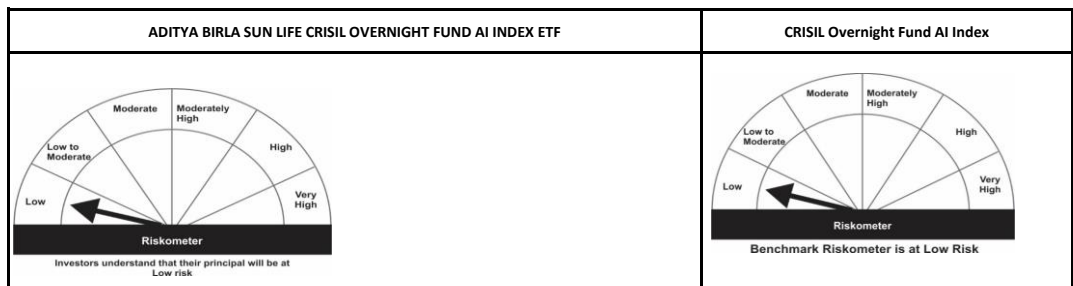 ADITYA BIRLA SUN LIFE CRISIL OVERNIGHT FUND AI INDEX ETF
CRISIL Overnight Fund AI Index
Moderate
Moderately
High
Low to
Moderate
High
Low
Very
High
Riskometer
Investors understand that their principal will be at
Low risk
Moderate
Moderately
High
Low to
Moderate
High
Low
Very
High
Riskometer
Benchmark Riskometer is at Low Risk